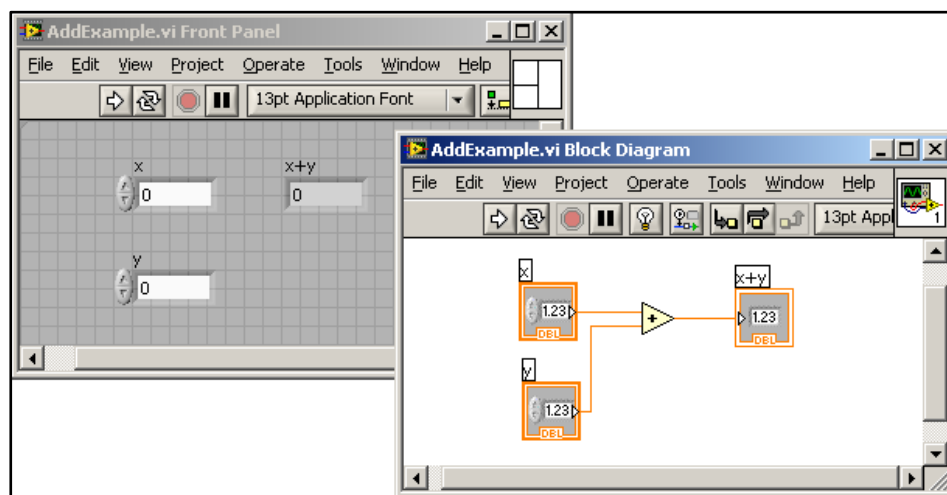 AddExample.vi Front Panel
File Edit View Project Operate Tools Window Help
13pt Application Font
x
0
x+y
0
y
0
AddExample.vi Block Diagram
File Edit View Project Operate Tools Window Help
13pt Appl
1
x
1.23
DBL
x+y
1.23
DBL
y
1.23
DBL